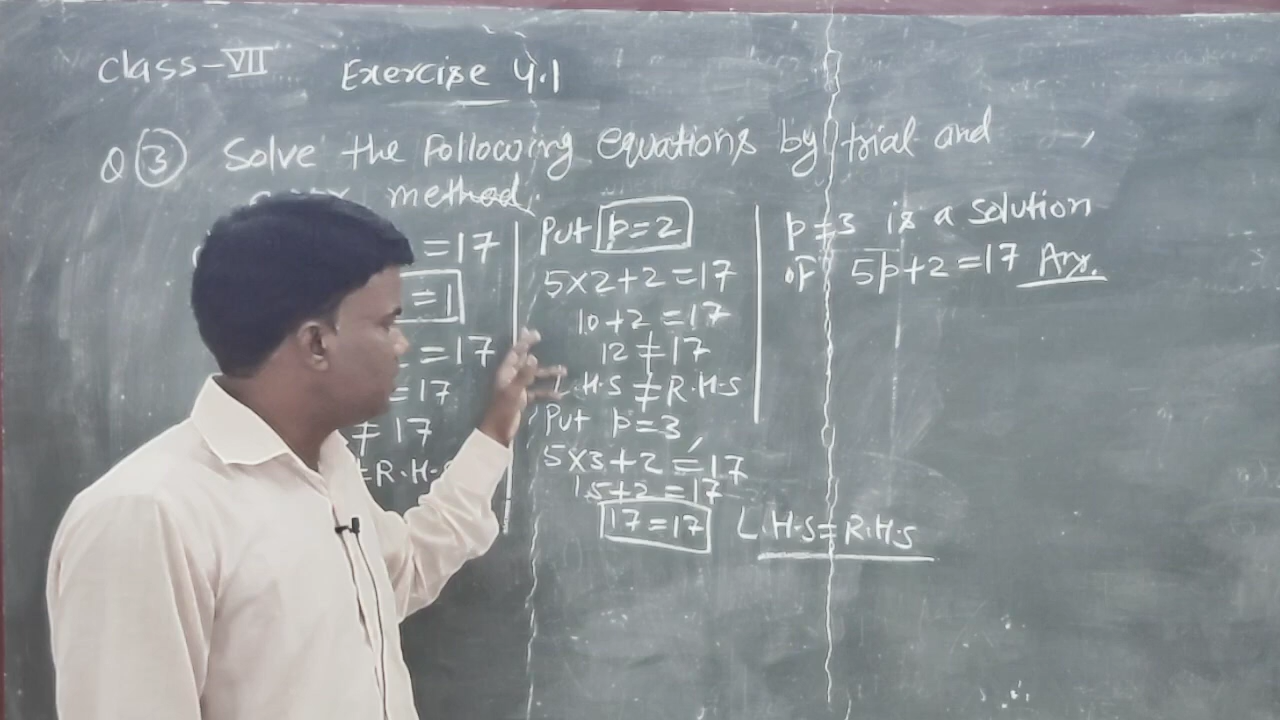 Class-VII Exercise 4.1
Q ③ Solve the following equations by trial and
method.
=17
=1
=17
=17
≠ 17
≠R.H.S
Put p=2
5×2+2=17
10+2=17
12≠17
L.H.S ≠ R.H.S
Put p=3,
5×3+2=17
15+2=17
17=17 L.H.S=R.H.S
p=3 is a solution
of 5p+2=17 Ans.